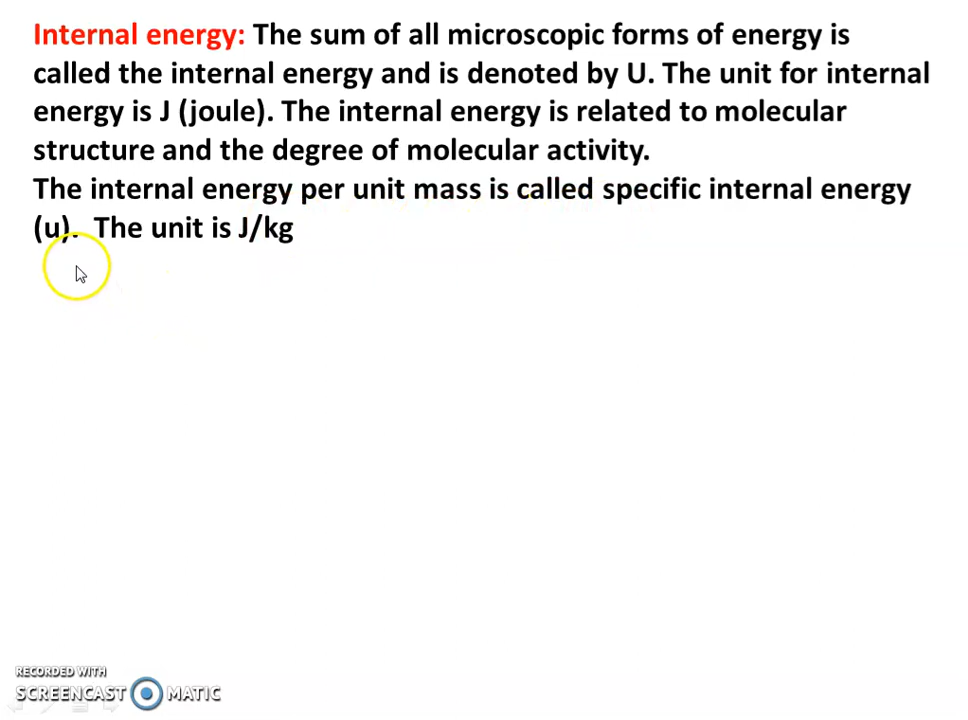 Internal energy: The sum of all microscopic forms of energy is
called the internal energy and is denoted by U. The unit for internal
energy is J (joule). The internal energy is related to molecular
structure and the degree of molecular activity.
The internal energy per unit mass is called specific internal energy
(u). The unit is J/kg
RECORDED WITH
SCREENCAST MATIC